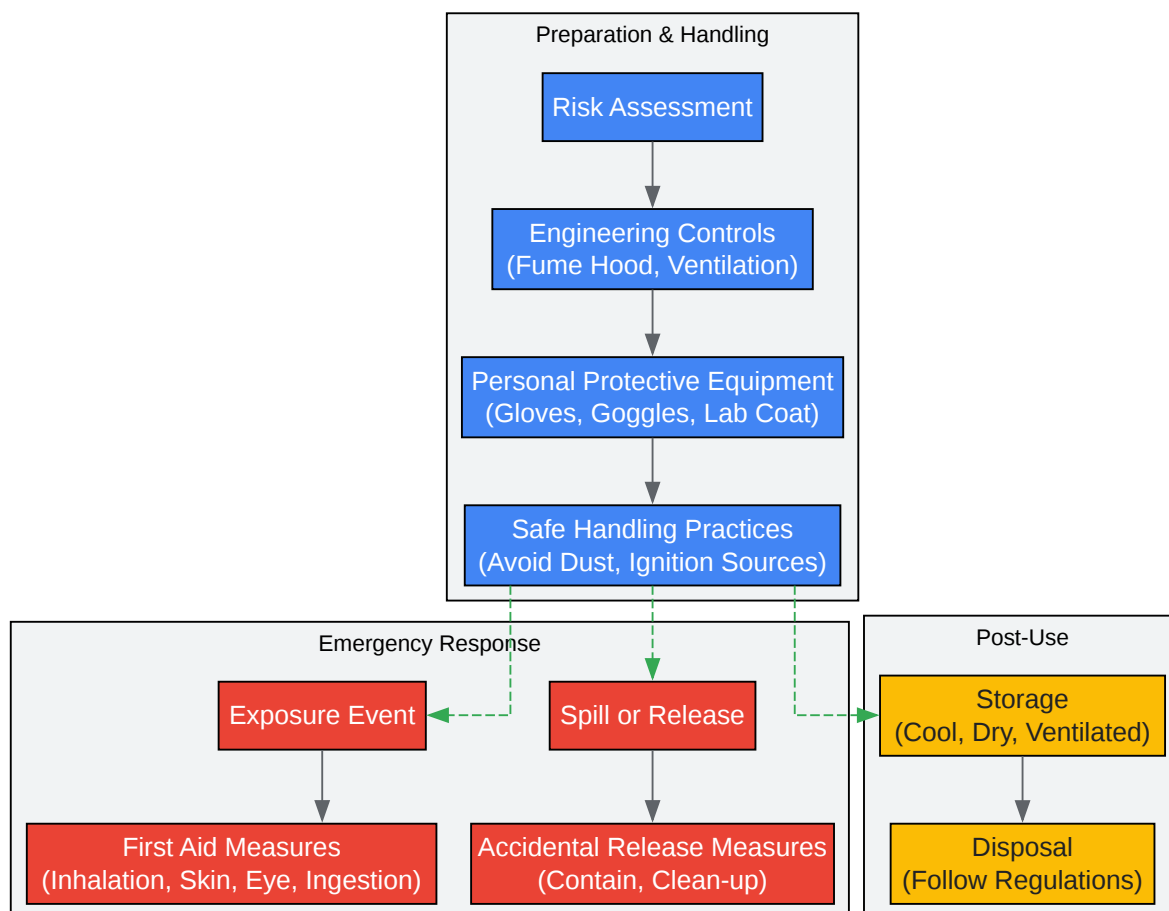 Preparation & Handling
Risk Assessment
Engineering Controls
(Fume Hood, Ventilation)
Personal Protective Equipment
(Gloves, Goggles, Lab Coat)
Safe Handling Practices
(Avoid Dust, Ignition Sources)
Emergency Response
Exposure Event
Spill or Release
First Aid Measures
(Inhalation, Skin, Eye, Ingestion)
Accidental Release Measures
(Contain, Clean-up)
Post-Use
Storage
(Cool, Dry, Ventilated)
Disposal
(Follow Regulations)